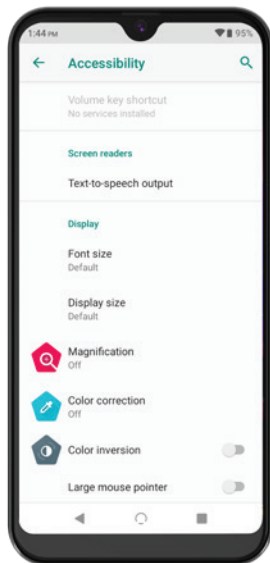 1:44 PM 95%
Accessibility
Volume key shortcut
No services installed
Screen readers
Text-to-speech output
Display
Font size
Default
Display size
Default
Magnification
Off
Color correction
Off
Color inversion
Large mouse pointer